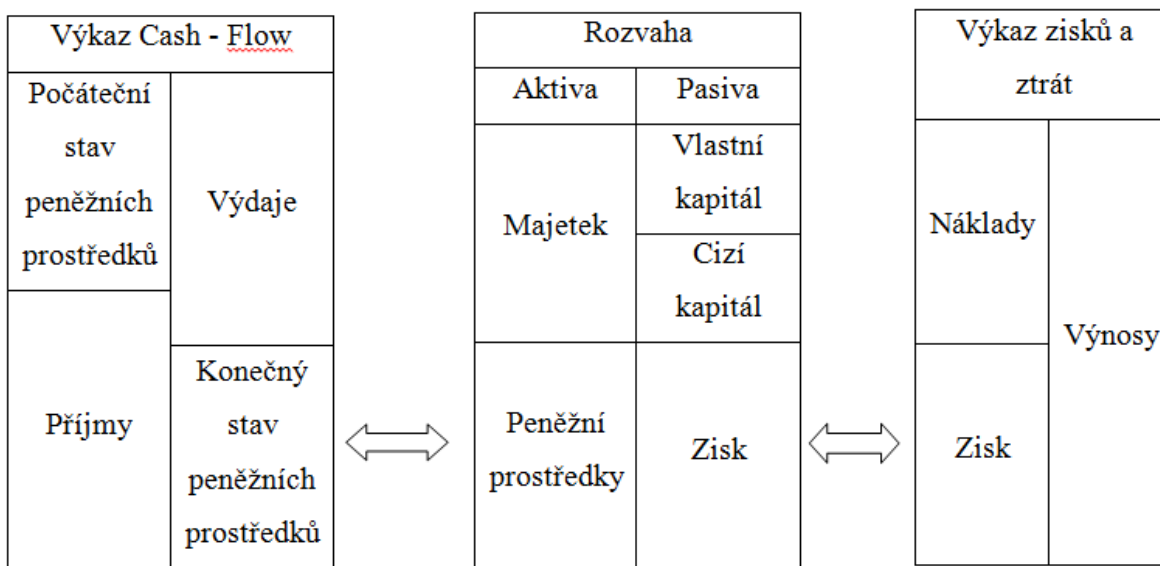 Výkaz Cash - Flow
Počáteční
stav
peněžních
prostředků
Výdaje
Příjmy
Konečný
stav
peněžních
prostředků
Rozvaha
Aktiva
Pasiva
Majetek
Vlastní
kapitál
Cizí
kapitál
Peněžní
prostředky
Zisk
Výkaz zisků a
ztrát
Náklady
Výnosy
Zisk